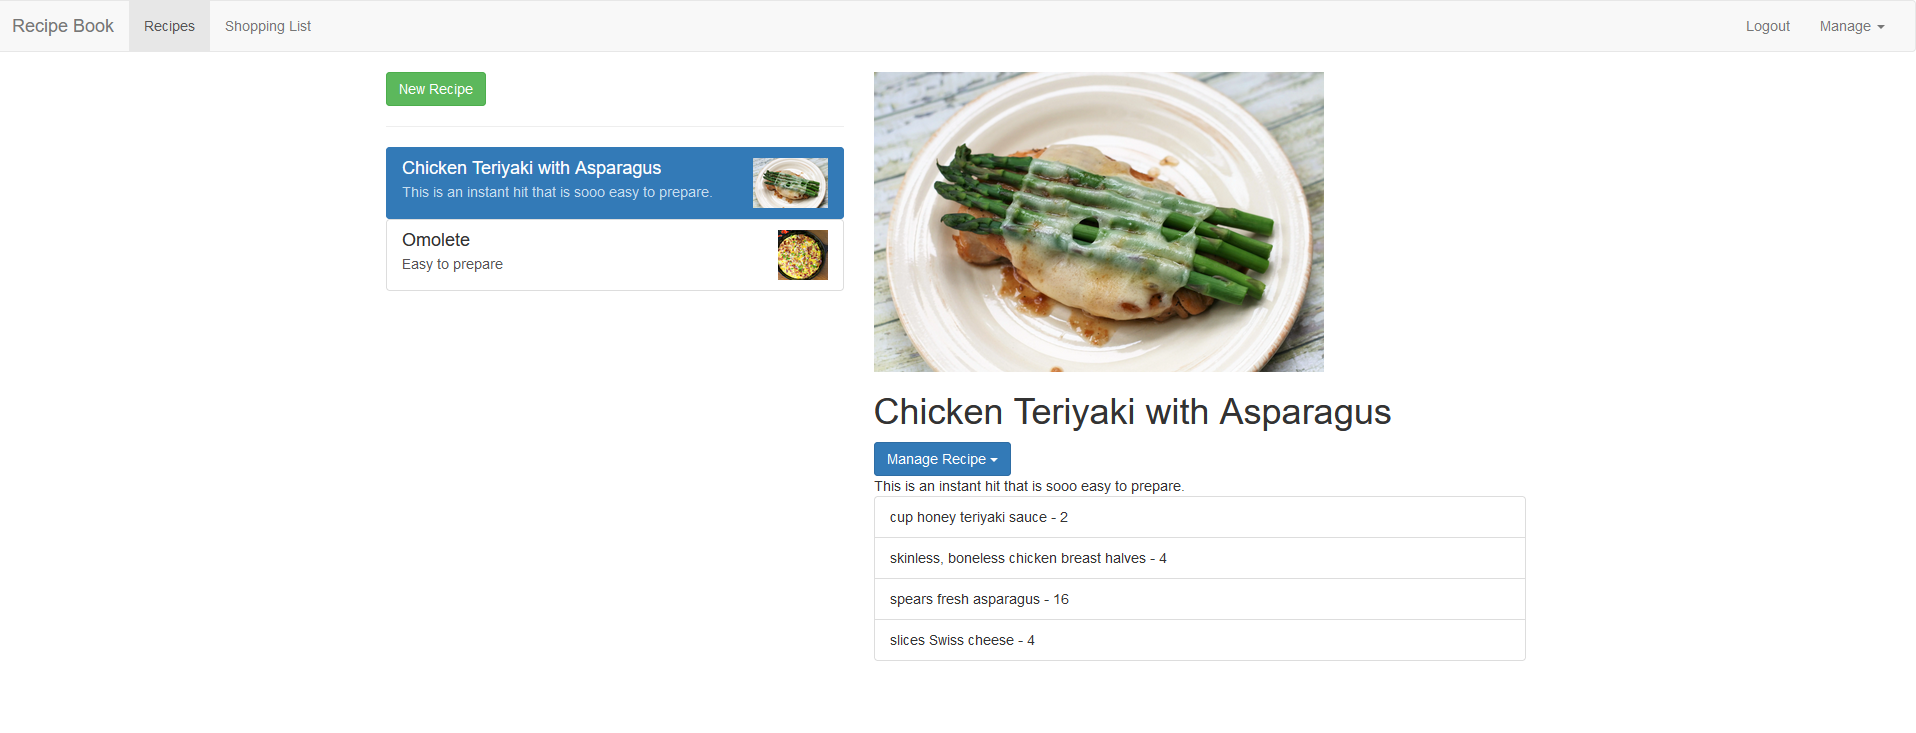 Recipe Book
Recipes
Shopping List
Logout
Manage
New Recipe
Chicken Teriyaki with Asparagus
This is an instant hit that is sooo easy to prepare.
Omolete
Easy to prepare
Chicken Teriyaki with Asparagus
Manage Recipe
This is an instant hit that is sooo easy to prepare.
cup honey teriyaki sauce - 2
skinless, boneless chicken breast halves - 4
spears fresh asparagus - 16
slices Swiss cheese - 4